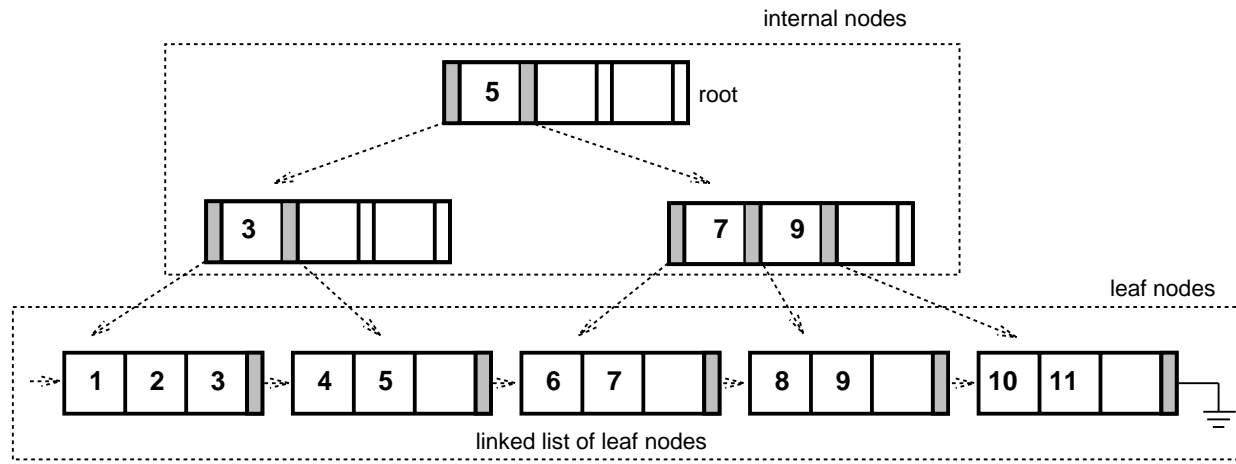 internal nodes
5
root
3
7 9
leaf nodes
1 2 3 4 5 6 7 8 9 10 11
linked list of leaf nodes